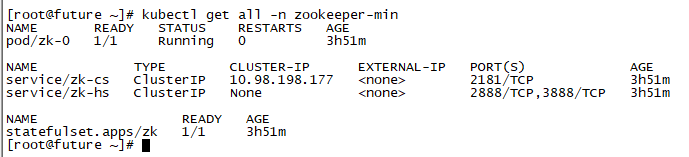 [root@future ~]# kubectl get all -n zookeeper-min
NAME READY STATUS RESTARTS AGE
pod/zk-0 1/1 Running 0 3h51m
NAME TYPE CLUSTER-IP EXTERNAL-IP PORT(S) AGE
service/zk-cs ClusterIP 10.98.198.177 <none> 2181/TCP 3h51m
service/zk-hs ClusterIP None <none> 2888/TCP,3888/TCP 3h51m
NAME READY AGE
statefulset.apps/zk 1/1 3h51m
[root@future ~]#